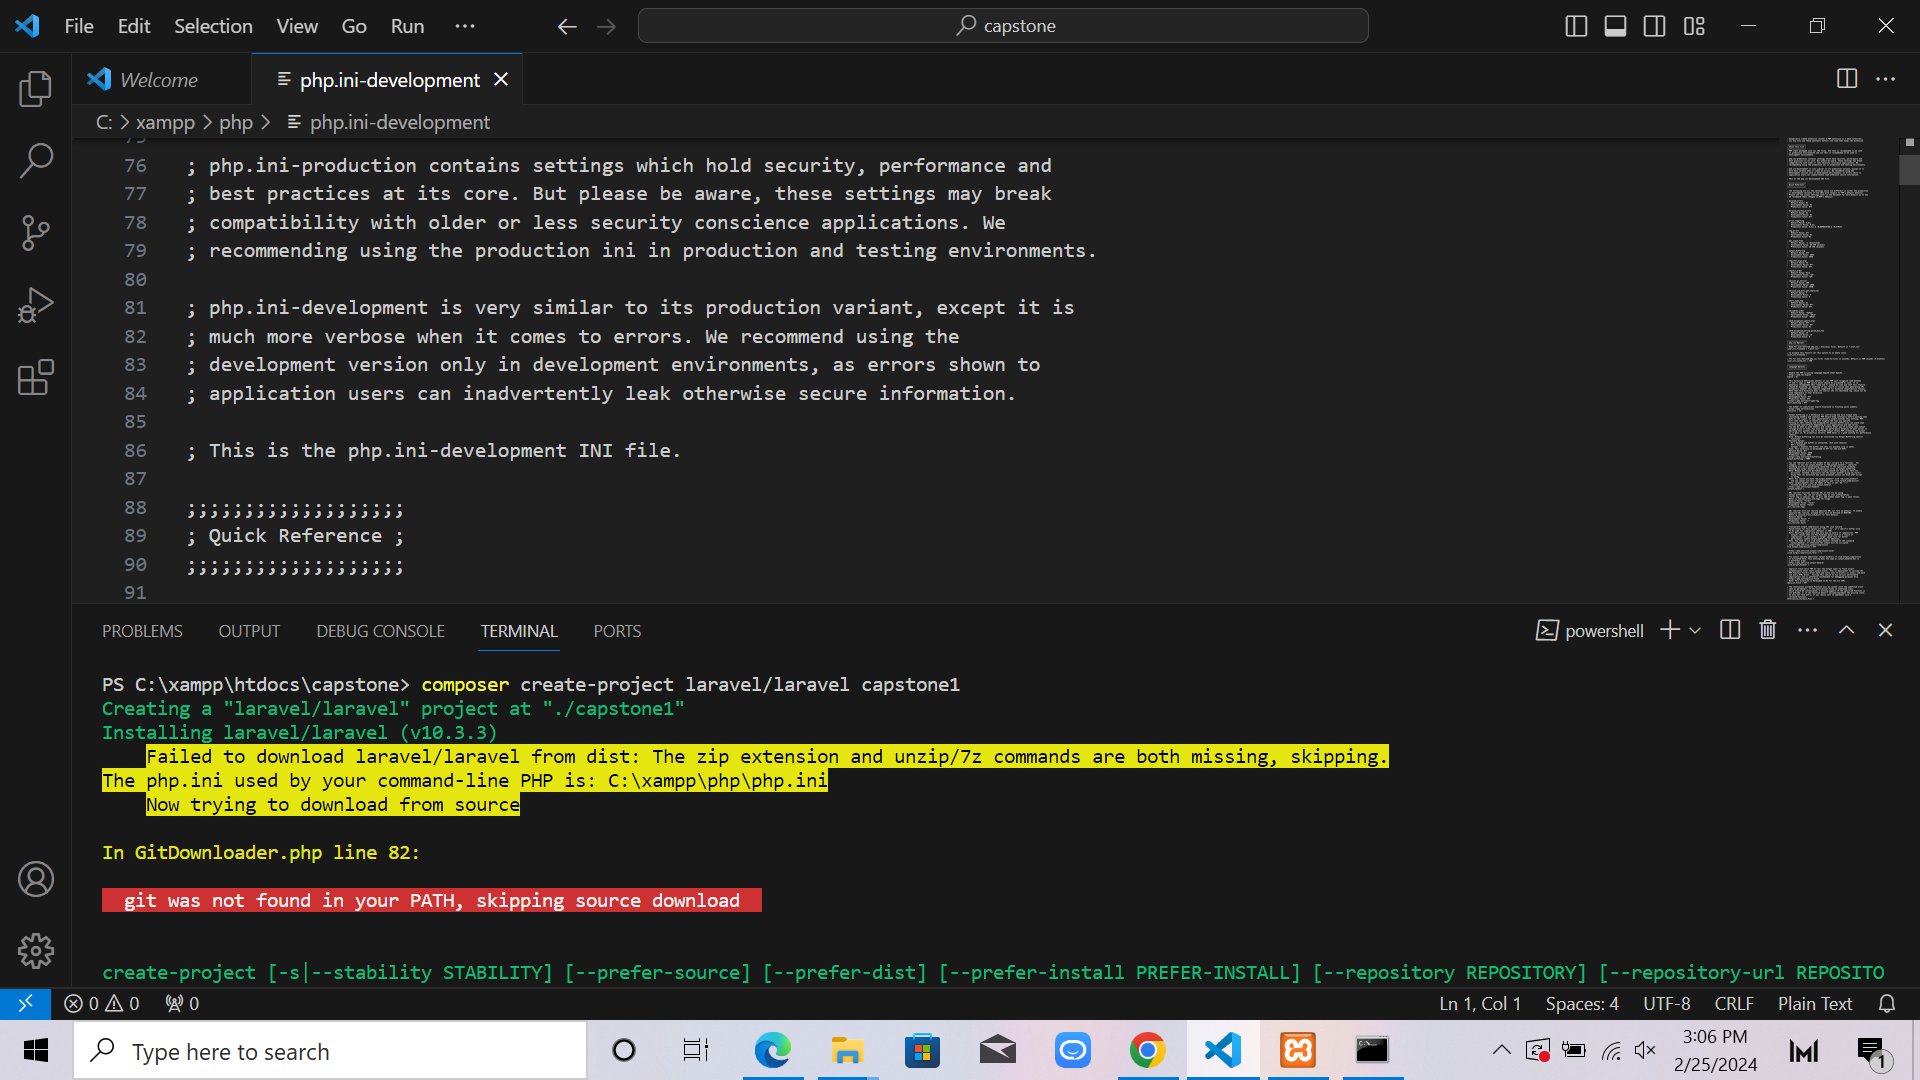 File Edit Selection View Go Run ···
capstone
Welcome
php.ini-development
C: > xampp > php > php.ini-development
75
76 ; php.ini-production contains settings which hold security, performance and
77 ; best practices at its core. But please be aware, these settings may break
78 ; compatibility with older or less security conscience applications. We
79 ; recommending using the production ini in production and testing environments.
80
81 ; php.ini-development is very similar to its production variant, except it is
82 ; much more verbose when it comes to errors. We recommend using the
83 ; development version only in development environments, as errors shown to
84 ; application users can inadvertently leak otherwise secure information.
85
86 ; This is the php.ini-development INI file.
87
88 ;;;;;;;;;;;;;;;;;;;
89 ; Quick Reference ;
90 ;;;;;;;;;;;;;;;;;;;
91
PROBLEMS OUTPUT DEBUG CONSOLE TERMINAL PORTS
powershell
PS C:\xampp\htdocs\capstone> composer create-project laravel/laravel capstone1
Creating a "laravel/laravel" project at "./capstone1"
Installing laravel/laravel (v10.3.3)
Failed to download laravel/laravel from dist: The zip extension and unzip/7z commands are both missing, skipping.
The php.ini used by your command-line PHP is: C:\xampp\php\php.ini
Now trying to download from source
In GitDownloader.php line 82:
git was not found in your PATH, skipping source download
create-project [-s|--stability STABILITY] [--prefer-source] [--prefer-dist] [--prefer-install PREFER-INSTALL] [--repository REPOSITORY] [--repository-url REPOSITO
0 0 0
Ln 1, Col 1 Spaces: 4 UTF-8 CRLF Plain Text
Type here to search
3:06 PM
2/25/2024
1